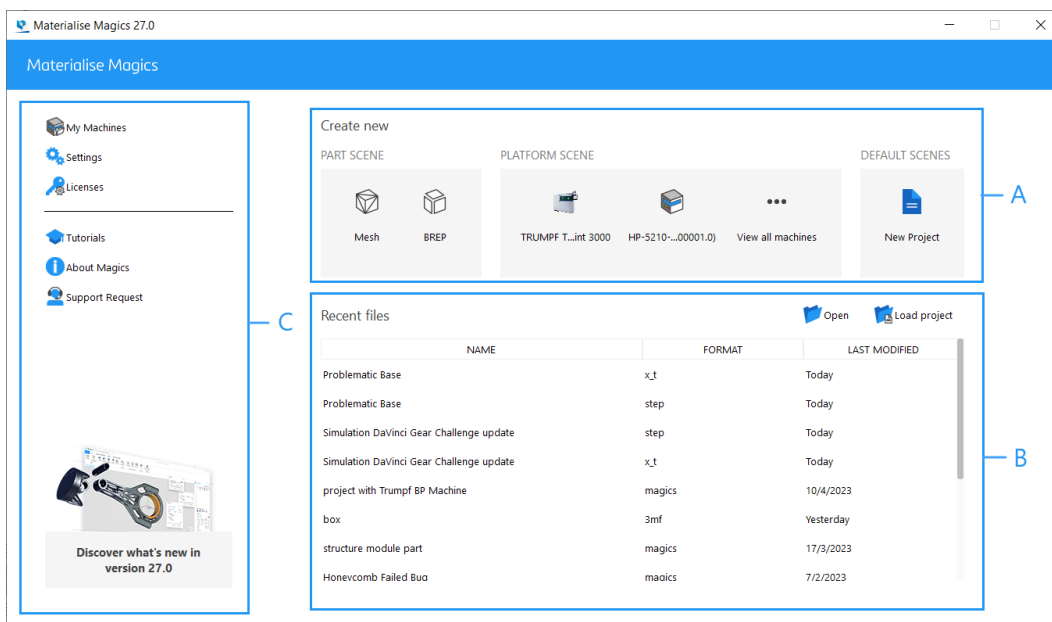 Materialise Magics 27.0
Materialise Magics
My Machines
Settings
Licenses
Tutorials
About Magics
Support Request
Discover what's new in
version 27.0
C
Create new
PART SCENE PLATFORM SCENE DEFAULT SCENES
Mesh BREP TRUMPF T...int 3000 HP-5210-...00001.0) View all machines New Project
A
Recent files Open Load project
NAME FORMAT LAST MODIFIED
Problematic Base x_t Today
Problematic Base step Today
Simulation DaVinci Gear Challenge update step Today
Simulation DaVinci Gear Challenge update x_t Today
project with Trumpf BP Machine magics 10/4/2023
box 3mf Yesterday
structure module part magics 17/3/2023
Honeycomb Failed Bug magics 7/2/2023
B